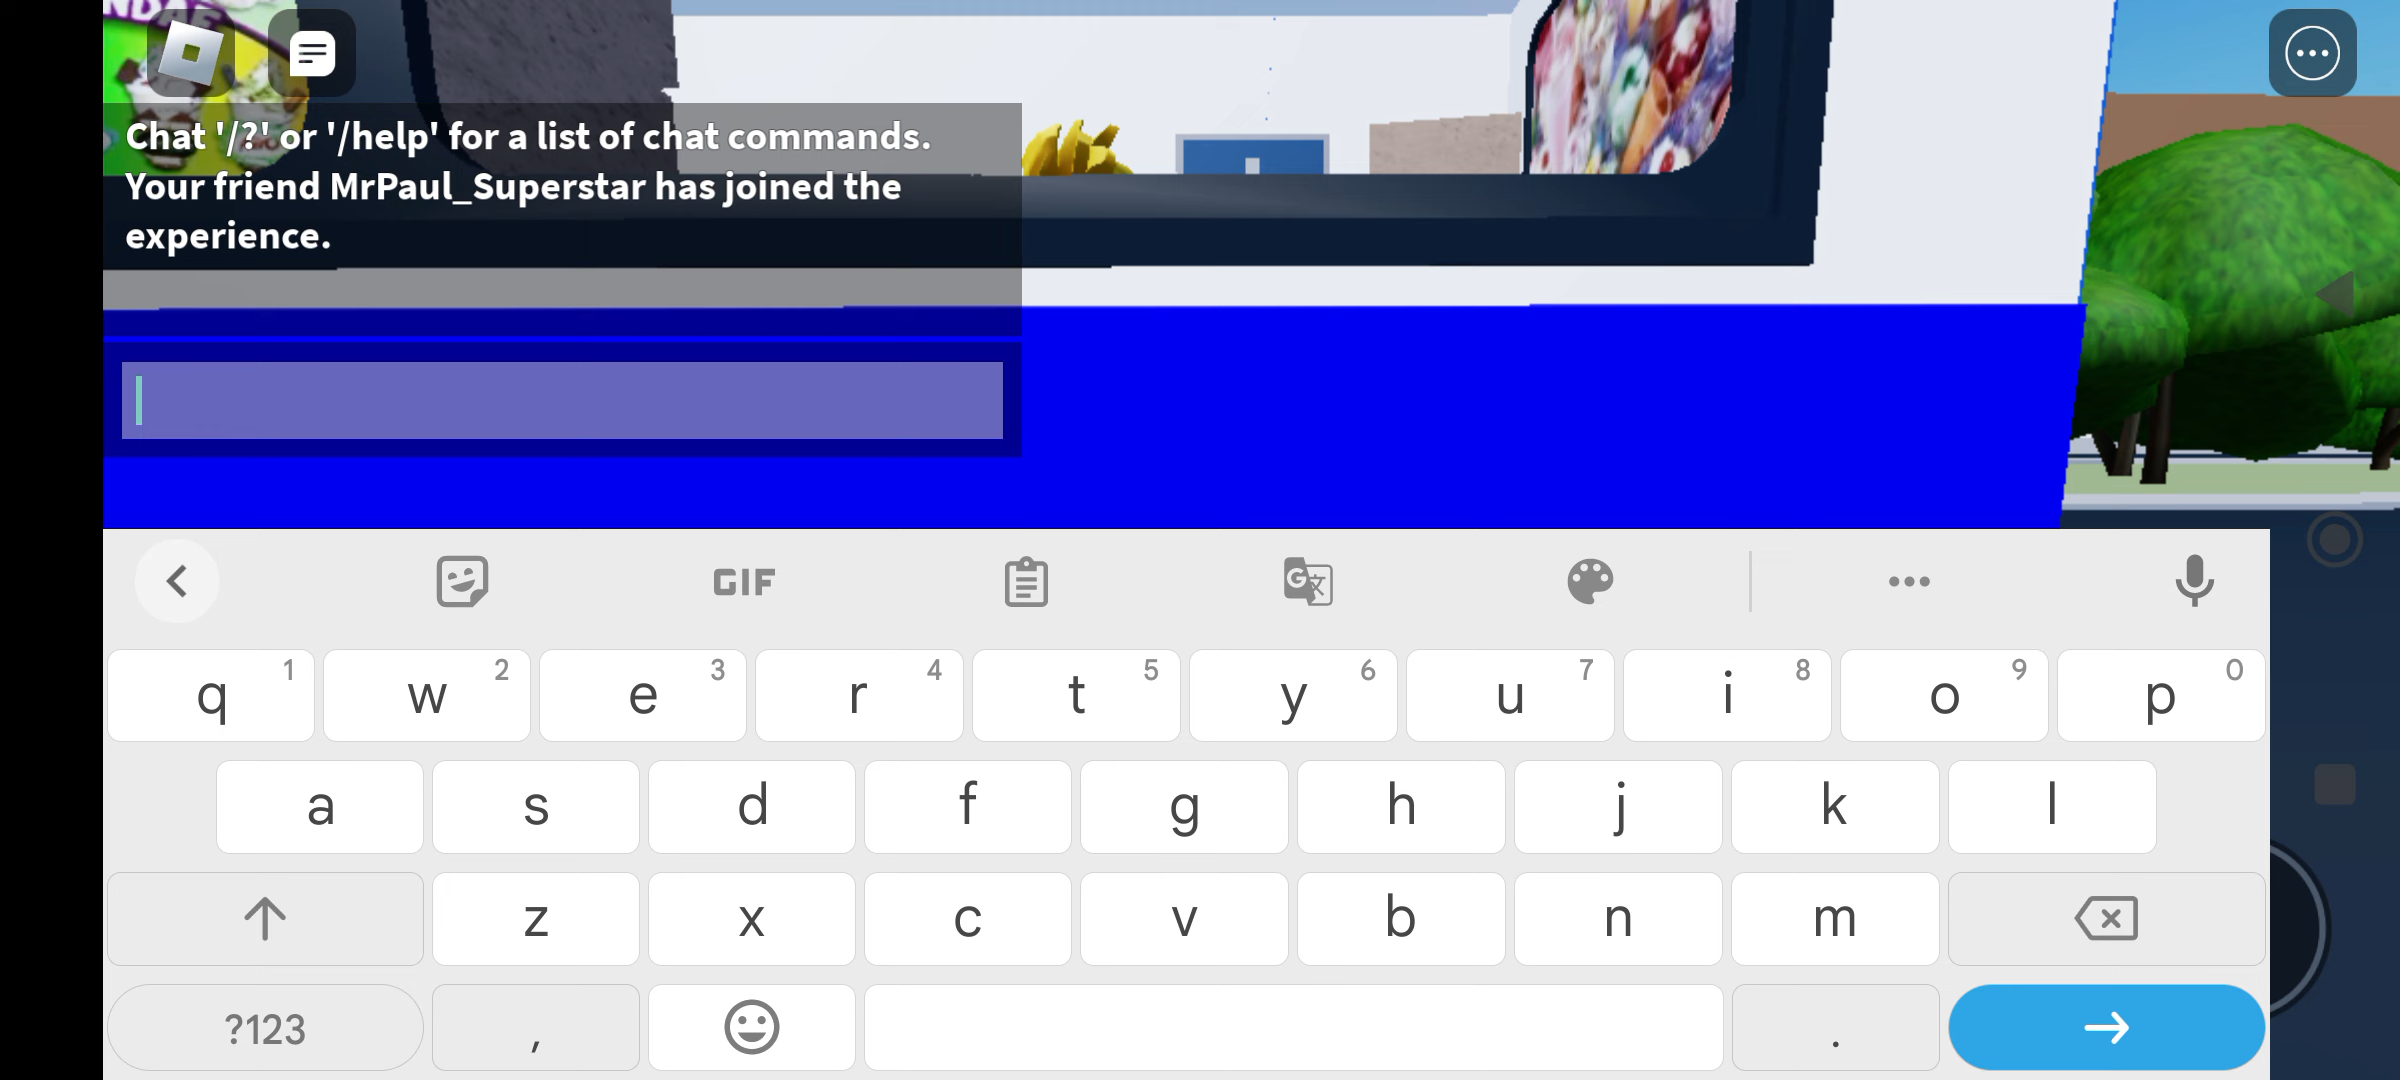 NDAE
Chat '/?' or '/help' for a list of chat commands.
Your friend MrPaul_Superstar has joined the
experience.
GIF
q 1 w 2 e 3 r 4 t 5 y 6 u 7 i 8 o 9 p 0
a s d f g h j k l
z x c v b n m
?123 , .